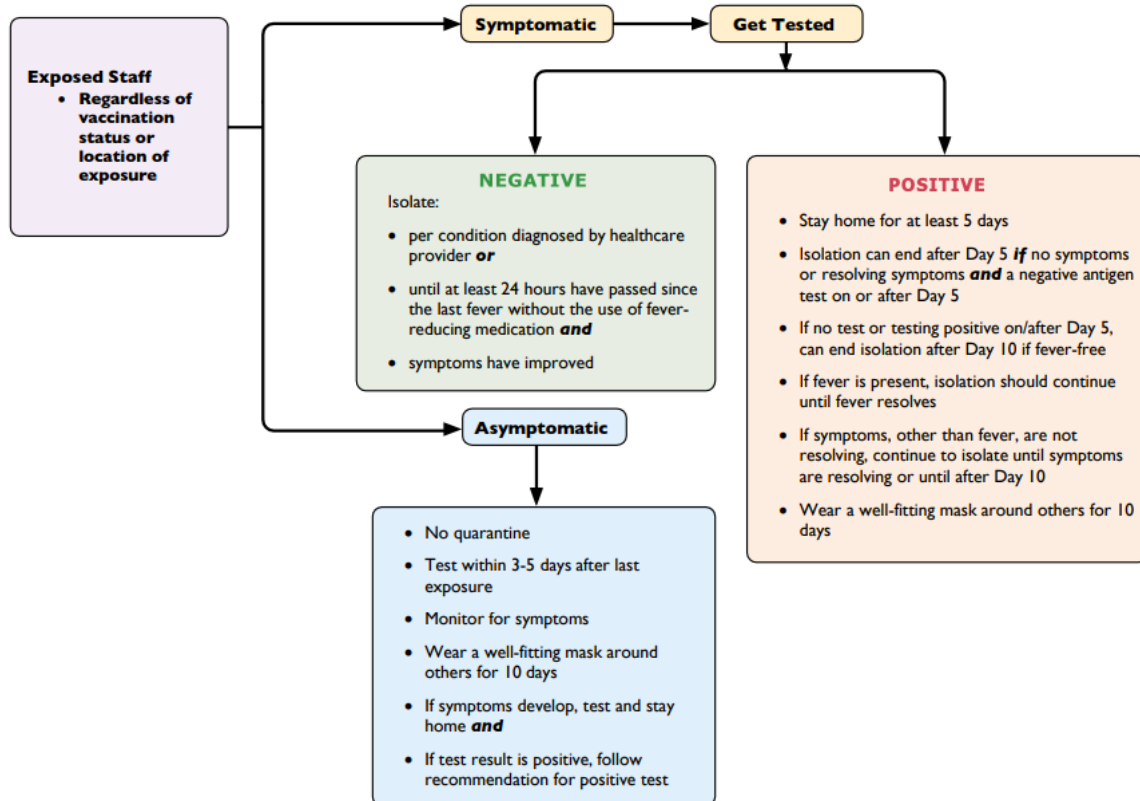 Exposed Staff
• Regardless of
vaccination
status or
location of
exposure
Symptomatic
Get Tested
NEGATIVE
Isolate:
• per condition diagnosed by healthcare
provider or
• until at least 24 hours have passed since
the last fever without the use of fever-
reducing medication and
• symptoms have improved
POSITIVE
• Stay home for at least 5 days
• Isolation can end after Day 5 if no symptoms
or resolving symptoms and a negative antigen
test on or after Day 5
• If no test or testing positive on/after Day 5,
can end isolation after Day 10 if fever-free
• If fever is present, isolation should continue
until fever resolves
• If symptoms, other than fever, are not
resolving, continue to isolate until symptoms
are resolving or until after Day 10
• Wear a well-fitting mask around others for 10
days
Asymptomatic
• No quarantine
• Test within 3-5 days after last
exposure
• Monitor for symptoms
• Wear a well-fitting mask around
others for 10 days
• If symptoms develop, test and stay
home and
• If test result is positive, follow
recommendation for positive test